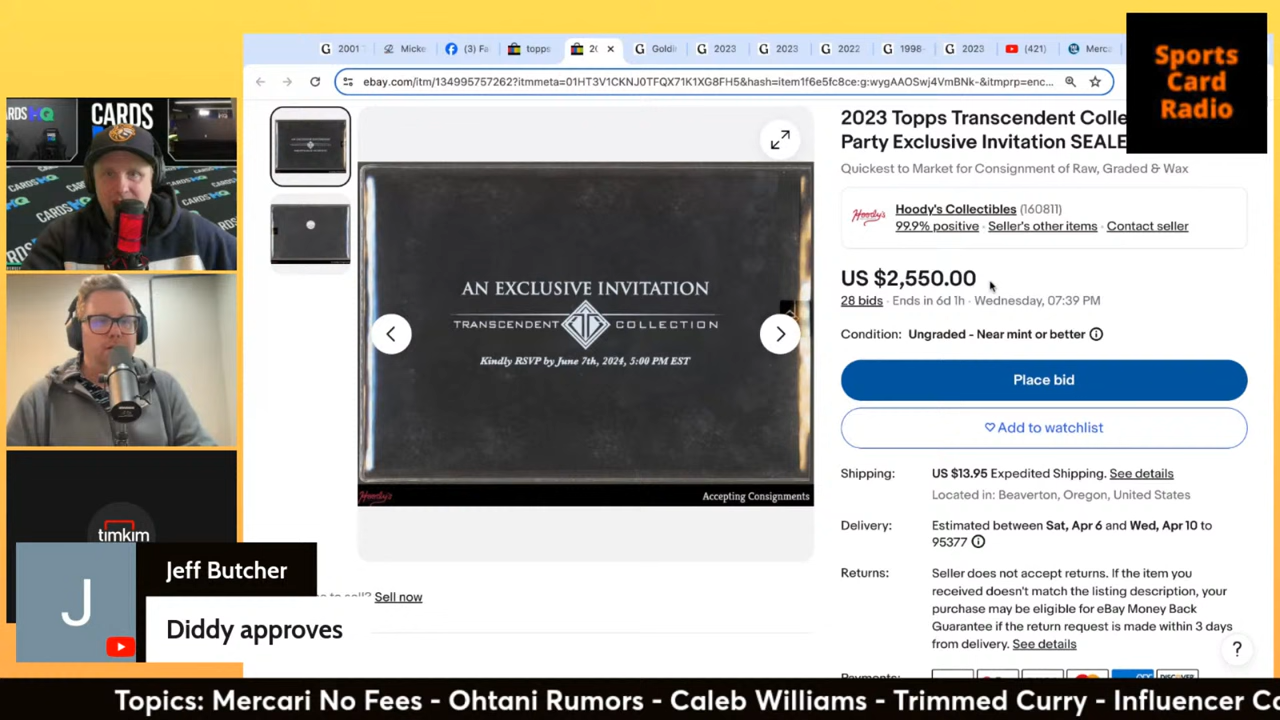 Sports
Card
Radio
2001
Micke
(3) Fa
topps
20
Goldi
2023
2023
2022
1998-
2023
(421)
Merca
ebay.com/itm/134995757262?itmmeta=01HT3V1CKNJ0TFQX71K1XG8FH5&hash=item1f6e5fc8ce:g:wygAAOSwj4VmBNk-&itmprp=enc...
CARDS
CARDS HQ
AN EXCLUSIVE INVITATION
TRANSCENDENT COLLECTION
Kindly RSVP by June 7th, 2024, 5:00 PM EST
Hoody's
Accepting Consignments
Sell now
2023 Topps Transcendent Colle
Party Exclusive Invitation SEALE
Quickest to Market for Consignment of Raw, Graded & Wax
Hoody's
Hoody's Collectibles (160811)
99.9% positive · Seller's other items · Contact seller
US $2,550.00
28 bids · Ends in 6d 1h · Wednesday, 07:39 PM
Condition: Ungraded - Near mint or better
Place bid
Add to watchlist
Shipping: US $13.95 Expedited Shipping. See details
Located in: Beaverton, Oregon, United States
Delivery: Estimated between Sat, Apr 6 and Wed, Apr 10 to
95377
Returns: Seller does not accept returns. If the item you
received doesn't match the listing description, your
purchase may be eligible for eBay Money Back
Guarantee if the return request is made within 3 days
from delivery. See details
?
timkim
J
Jeff Butcher
Diddy approves
Topics: Mercari No Fees - Ohtani Rumors - Caleb Williams - Trimmed Curry - Influencer Co